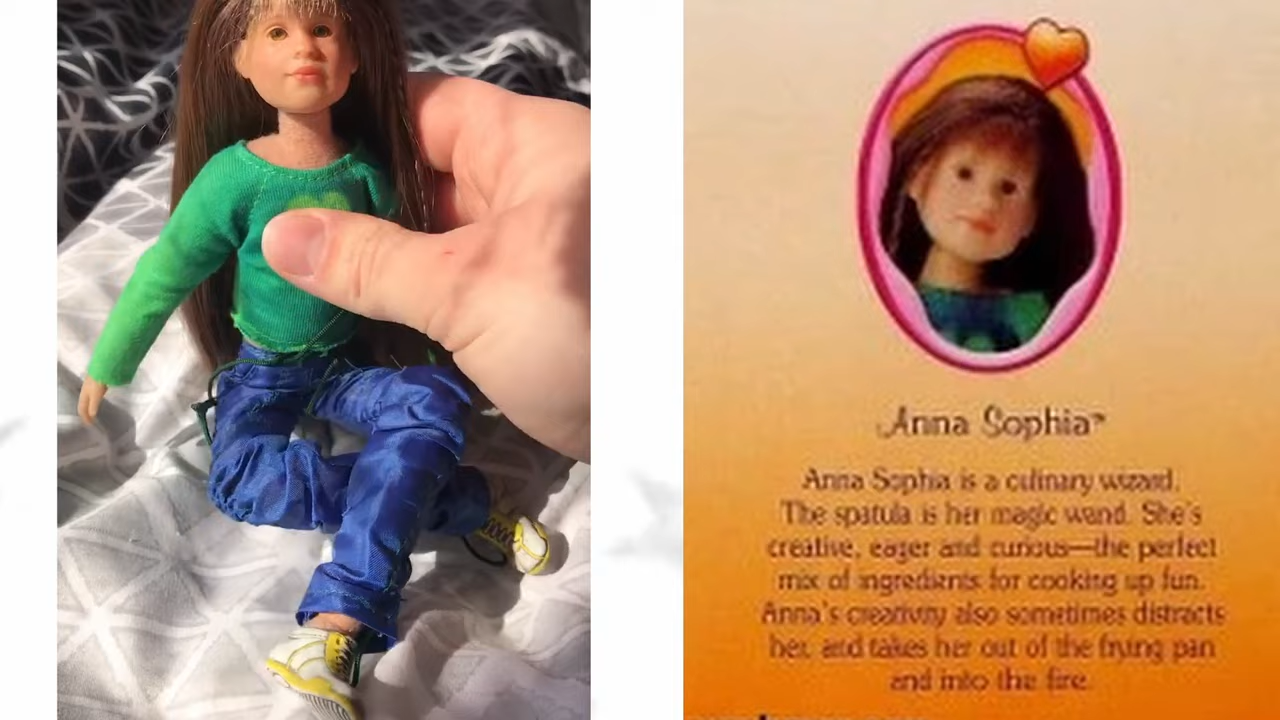 Anna Sophia™
Anna Sophia is a culinary wizard.
The spatula is her magic wand. She's
creative, eager and curious—the perfect
mix of ingredients for cooking up fun.
Anna's creativity also sometimes distracts
her, and takes her out of the frying pan
and into the fire.